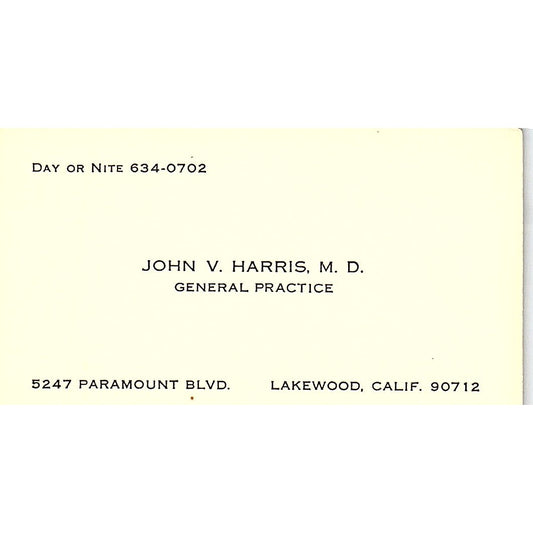 DAY OR NITE 634-0702
JOHN V. HARRIS, M. D.
GENERAL PRACTICE
5247 PARAMOUNT BLVD. LAKEWOOD, CALIF. 90712